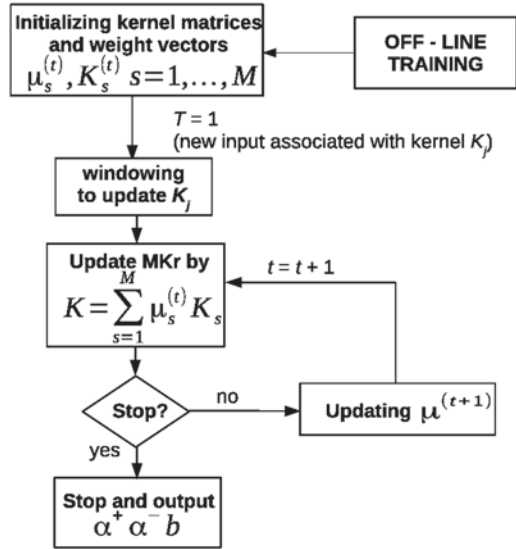 Initializing kernel matrices
and weight vectors
μₛ⁽ᵗ⁾, Kₛ⁽ᵗ⁾ s=1,..., M
OFF - LINE
TRAINING
T = 1
(new input associated with kernel Kⱼ)
windowing
to update Kⱼ
Update MKr by
K = ∑ₛ₌₁ᴹ μₛ⁽ᵗ⁾ Kₛ
t = t + 1
Stop?
no
Updating μ⁽ᵗ⁺¹⁾
yes
Stop and output
α⁺ α⁻ b